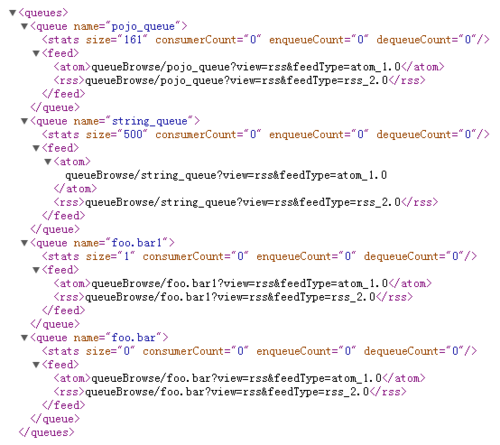 ▼<queues>
▼<queue name="pojo_queue">
<stats size="161" consumerCount="0" enqueueCount="0" dequeueCount="0"/>
▼<feed>
<atom>queueBrowse/pojo_queue?view=rss&feedType=atom_1.0</atom>
<rss>queueBrowse/pojo_queue?view=rss&feedType=rss_2.0</rss>
</feed>
</queue>
▼<queue name="string_queue">
<stats size="500" consumerCount="0" enqueueCount="0" dequeueCount="0"/>
▼<feed>
▼<atom>
queueBrowse/string_queue?view=rss&feedType=atom_1.0
</atom>
<rss>queueBrowse/string_queue?view=rss&feedType=rss_2.0</rss>
</feed>
</queue>
▼<queue name="foo.bar1">
<stats size="1" consumerCount="0" enqueueCount="0" dequeueCount="0"/>
▼<feed>
<atom>queueBrowse/foo.bar1?view=rss&feedType=atom_1.0</atom>
<rss>queueBrowse/foo.bar1?view=rss&feedType=rss_2.0</rss>
</feed>
</queue>
▼<queue name="foo.bar">
<stats size="0" consumerCount="0" enqueueCount="0" dequeueCount="0"/>
▼<feed>
<atom>queueBrowse/foo.bar?view=rss&feedType=atom_1.0</atom>
<rss>queueBrowse/foo.bar?view=rss&feedType=rss_2.0</rss>
</feed>
</queue>
</queues>